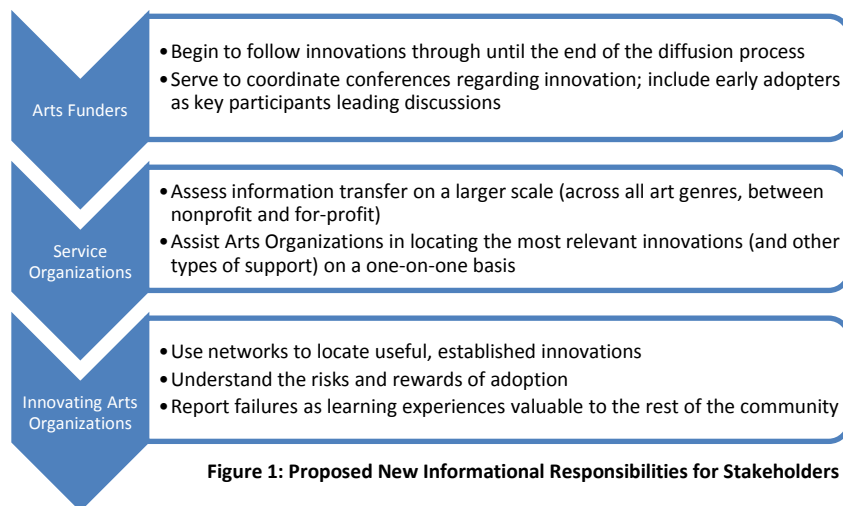 Arts Funders
•Begin to follow innovations through until the end of the diffusion process
•Serve to coordinate conferences regarding innovation; include early adopters
as key participants leading discussions
Service
Organizations
•Assess information transfer on a larger scale (across all art genres, between
nonprofit and for-profit)
•Assist Arts Organizations in locating the most relevant innovations (and other
types of support) on a one-on-one basis
Innovating Arts
Organizations
•Use networks to locate useful, established innovations
•Understand the risks and rewards of adoption
•Report failures as learning experiences valuable to the rest of the community
Figure 1: Proposed New Informational Responsibilities for Stakeholders